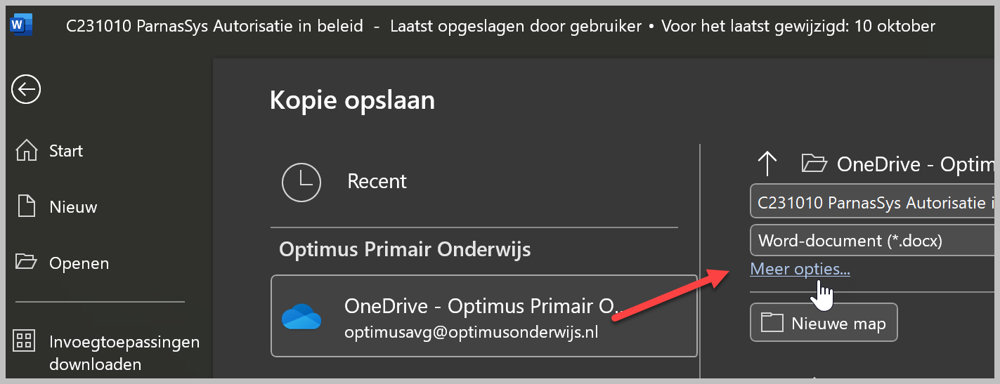 W
C231010 ParnasSys Autorisatie in beleid - Laatst opgeslagen door gebruiker • Voor het laatst gewijzigd: 10 oktober
Start
Nieuw
Openen
Invoegtoepassingen
downloaden
Kopie opslaan
Recent
Optimus Primair Onderwijs
OneDrive - Optimus Primair O...
optimusavg@optimusonderwijs.nl
OneDrive - Optim
C231010 ParnasSys Autorisatie i
Word-document (*.docx)
Meer opties...
Nieuwe map